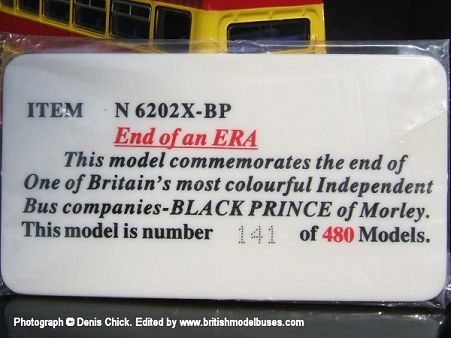 ITEM N 6202X-BP
End of an ERA
This model commemorates the end of
One of Britain's most colourful Independent
Bus companies-BLACK PRINCE of Morley.
This model is number 141 of 480 Models.
Photograph © Denis Chick. Edited by www.britishmodelbuses.com